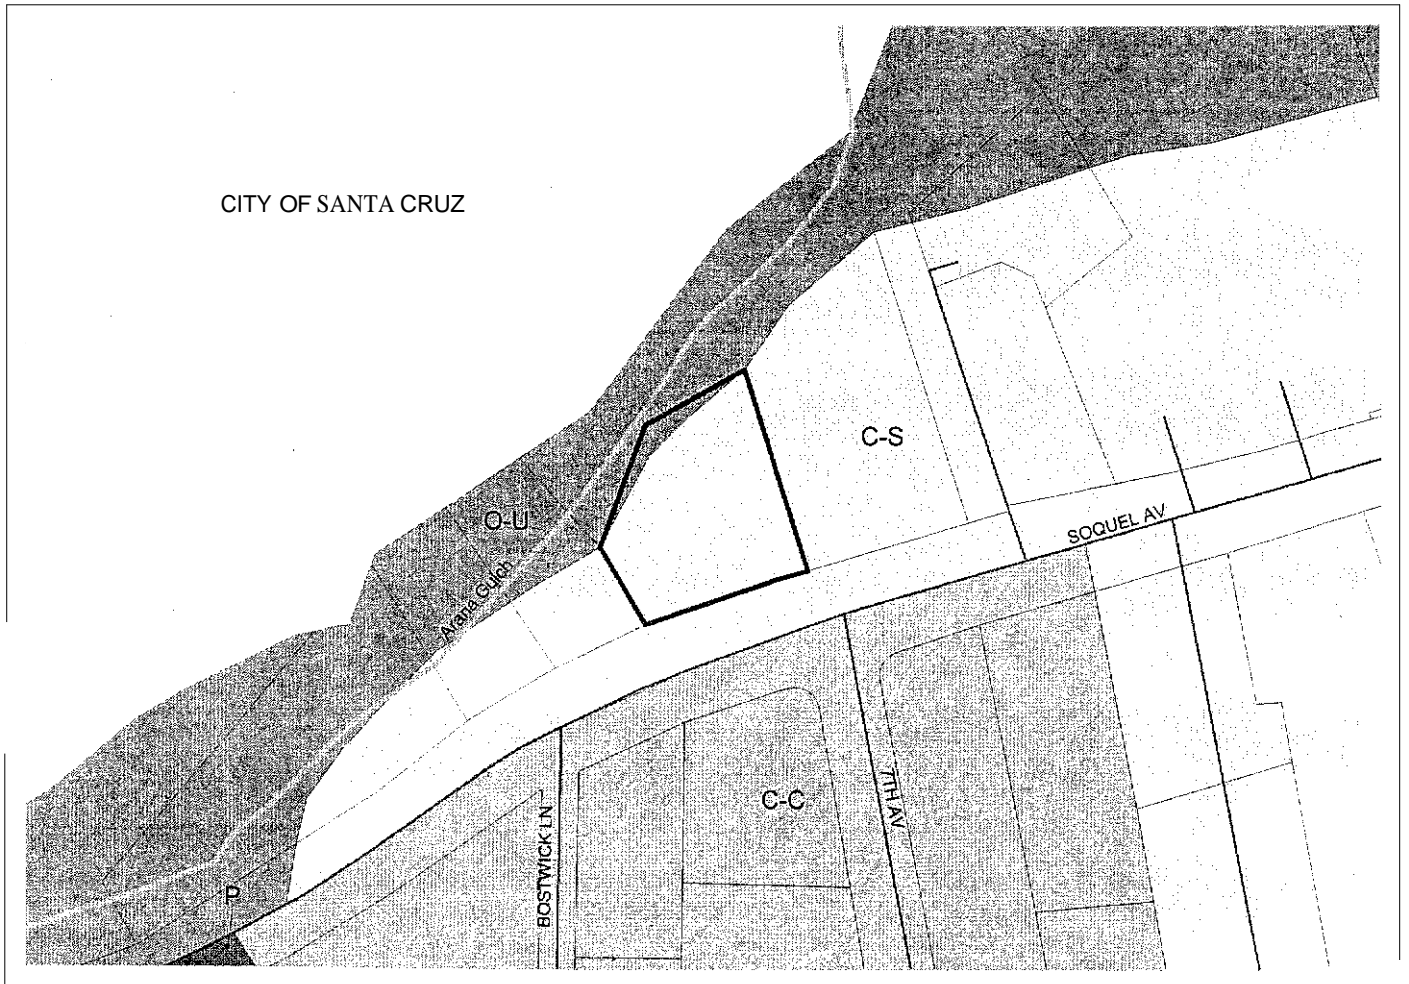 CITY OF SANTA CRUZ
C-S
O-U
SOQUEL AV
Arana Gulch
7TH AV
C-C
BOSTWICK LN
P